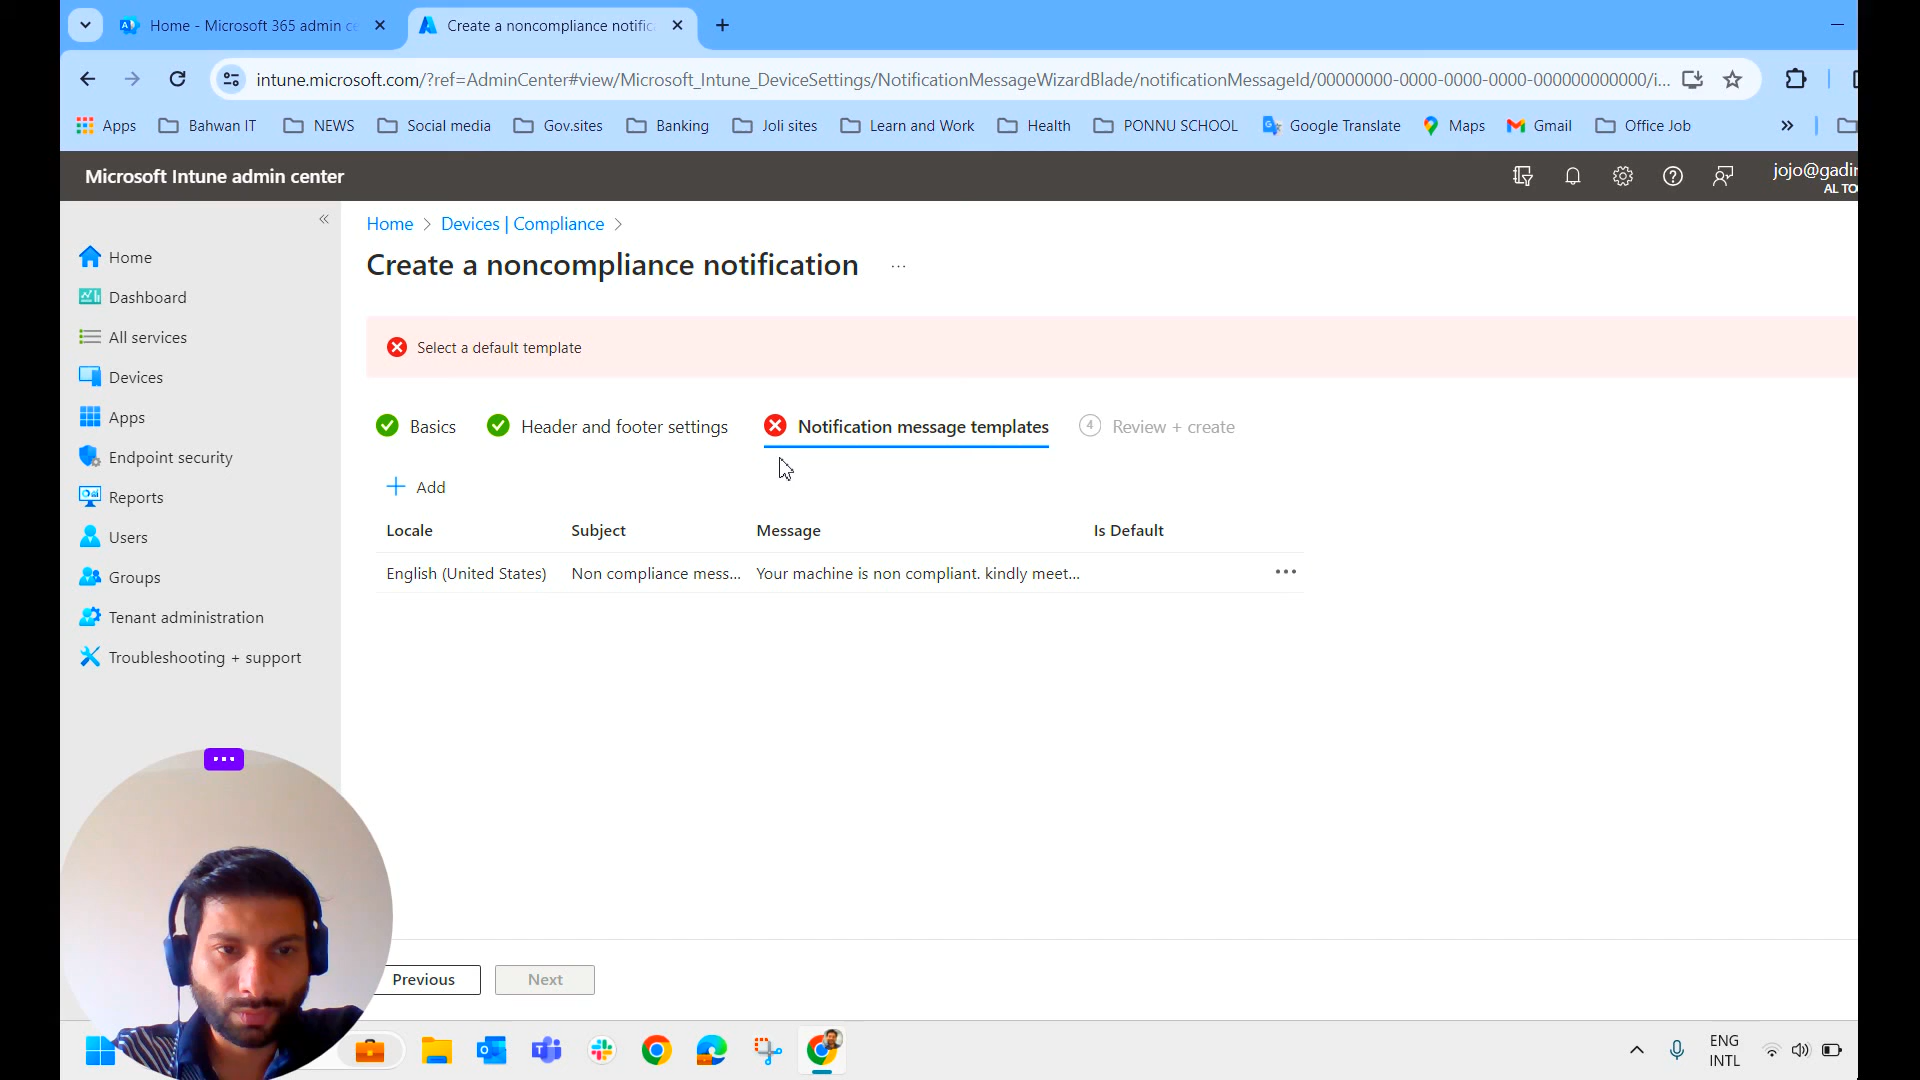 Home - Microsoft 365 admin ce
Create a noncompliance notific
intune.microsoft.com/?ref=AdminCenter#view/Microsoft_Intune_DeviceSettings/NotificationMessageWizardBlade/notificationMessageId/00000000-0000-0000-0000-000000000000/i...
Apps Bahwan IT NEWS Social media Gov.sites Banking Joli sites Learn and Work Health PONNU SCHOOL Google Translate Maps Gmail Office Job
Microsoft Intune admin center
jojo@gadir
AL TO
Home
Dashboard
All services
Devices
Apps
Endpoint security
Reports
Users
Groups
Tenant administration
Troubleshooting + support
Home > Devices | Compliance >
Create a noncompliance notification ...
Select a default template
Basics Header and footer settings Notification message templates 4 Review + create
+ Add
Locale Subject Message Is Default
English (United States) Non compliance mess... Your machine is non compliant. kindly meet...
Previous Next
ENG
INTL